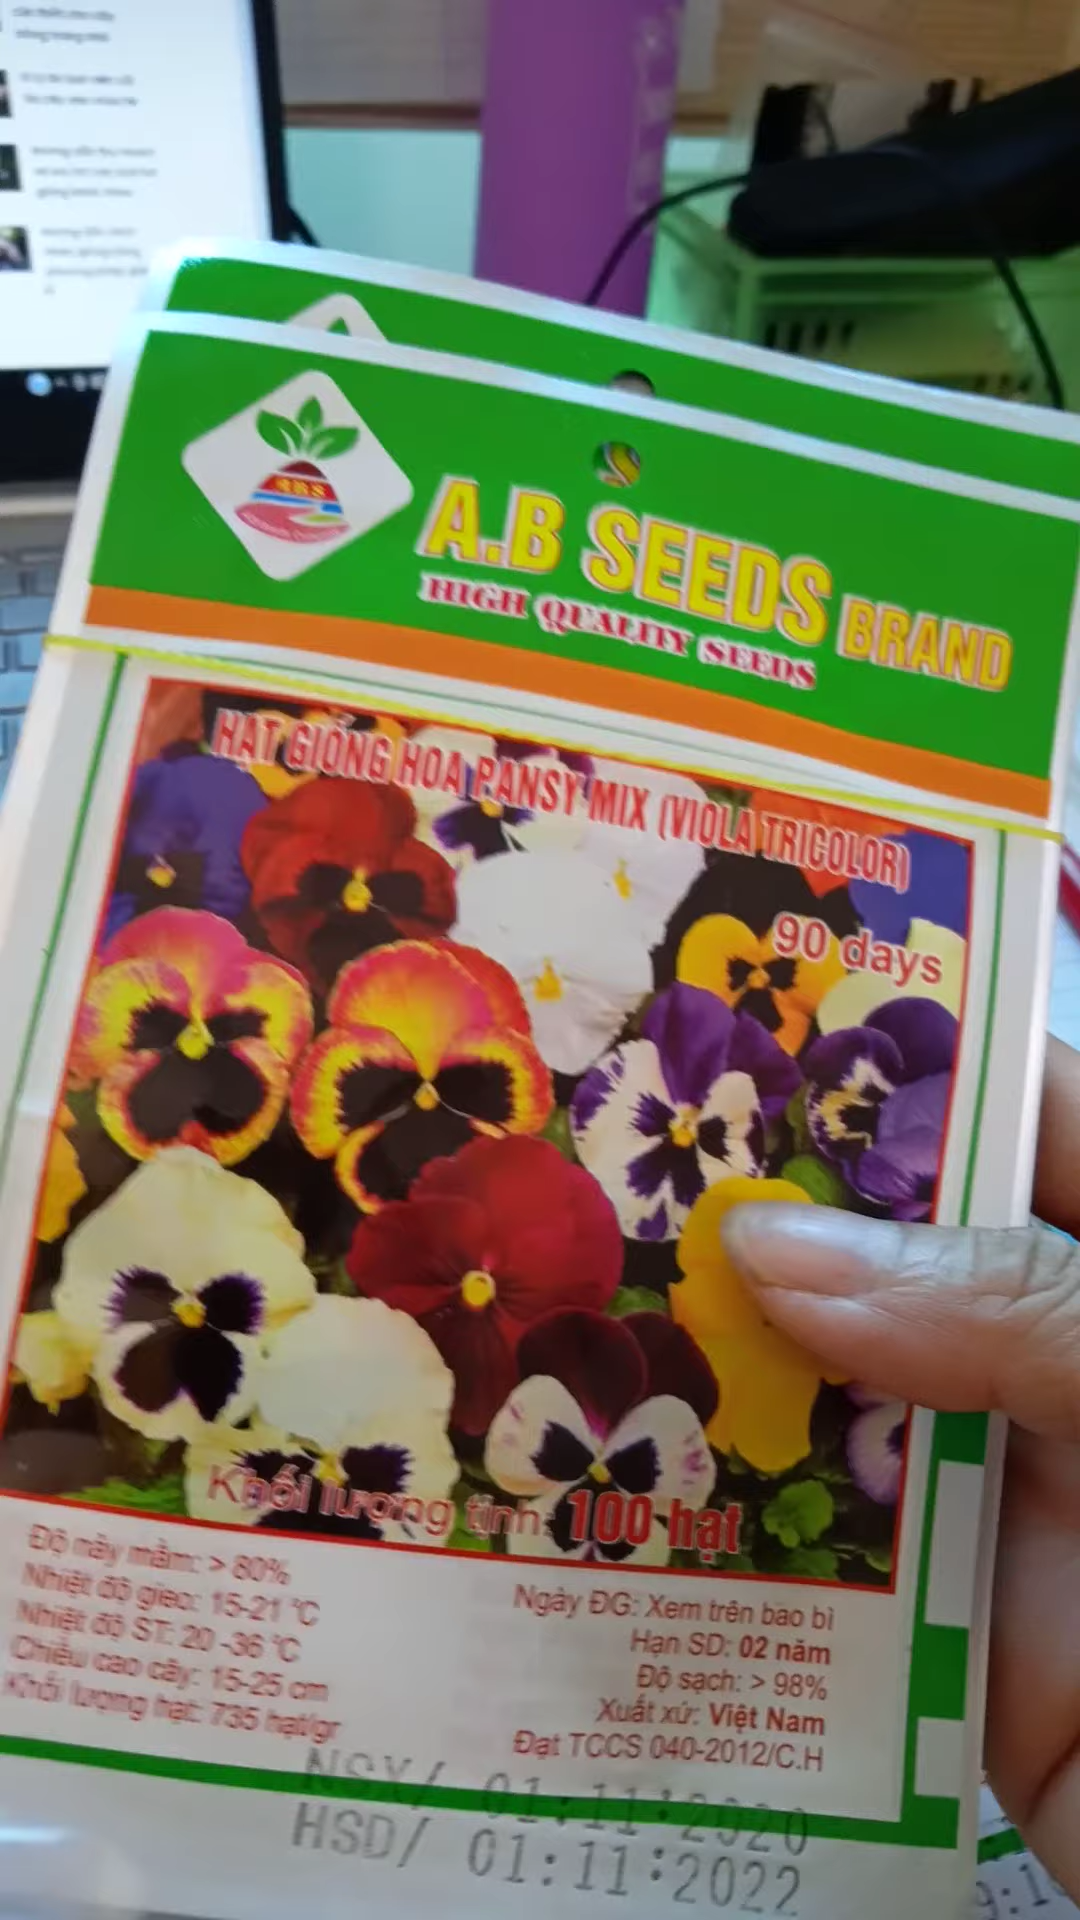 ABS
A.B SEEDS BRAND
HIGH QUALITY SEEDS
HẠT GIỐNG HOA PANSY MIX (VIOLA TRICOLOR)
90 days
Khối lượng tịnh: 100 hạt
Độ nảy mầm: > 80%
Nhiệt độ gieo: 15-21 °C
Nhiệt độ ST: 20 -36 °C
Chiều cao cây: 15-25 cm
Khối lượng hạt: 735 hạt/gr
Ngày ĐG: Xem trên bao bì
Hạn SD: 02 năm
Độ sạch: > 98%
Xuất xứ: Việt Nam
Đạt TCCS 040-2012/C.H
NSX/ 01:11:2020
HSD/ 01:11:2022